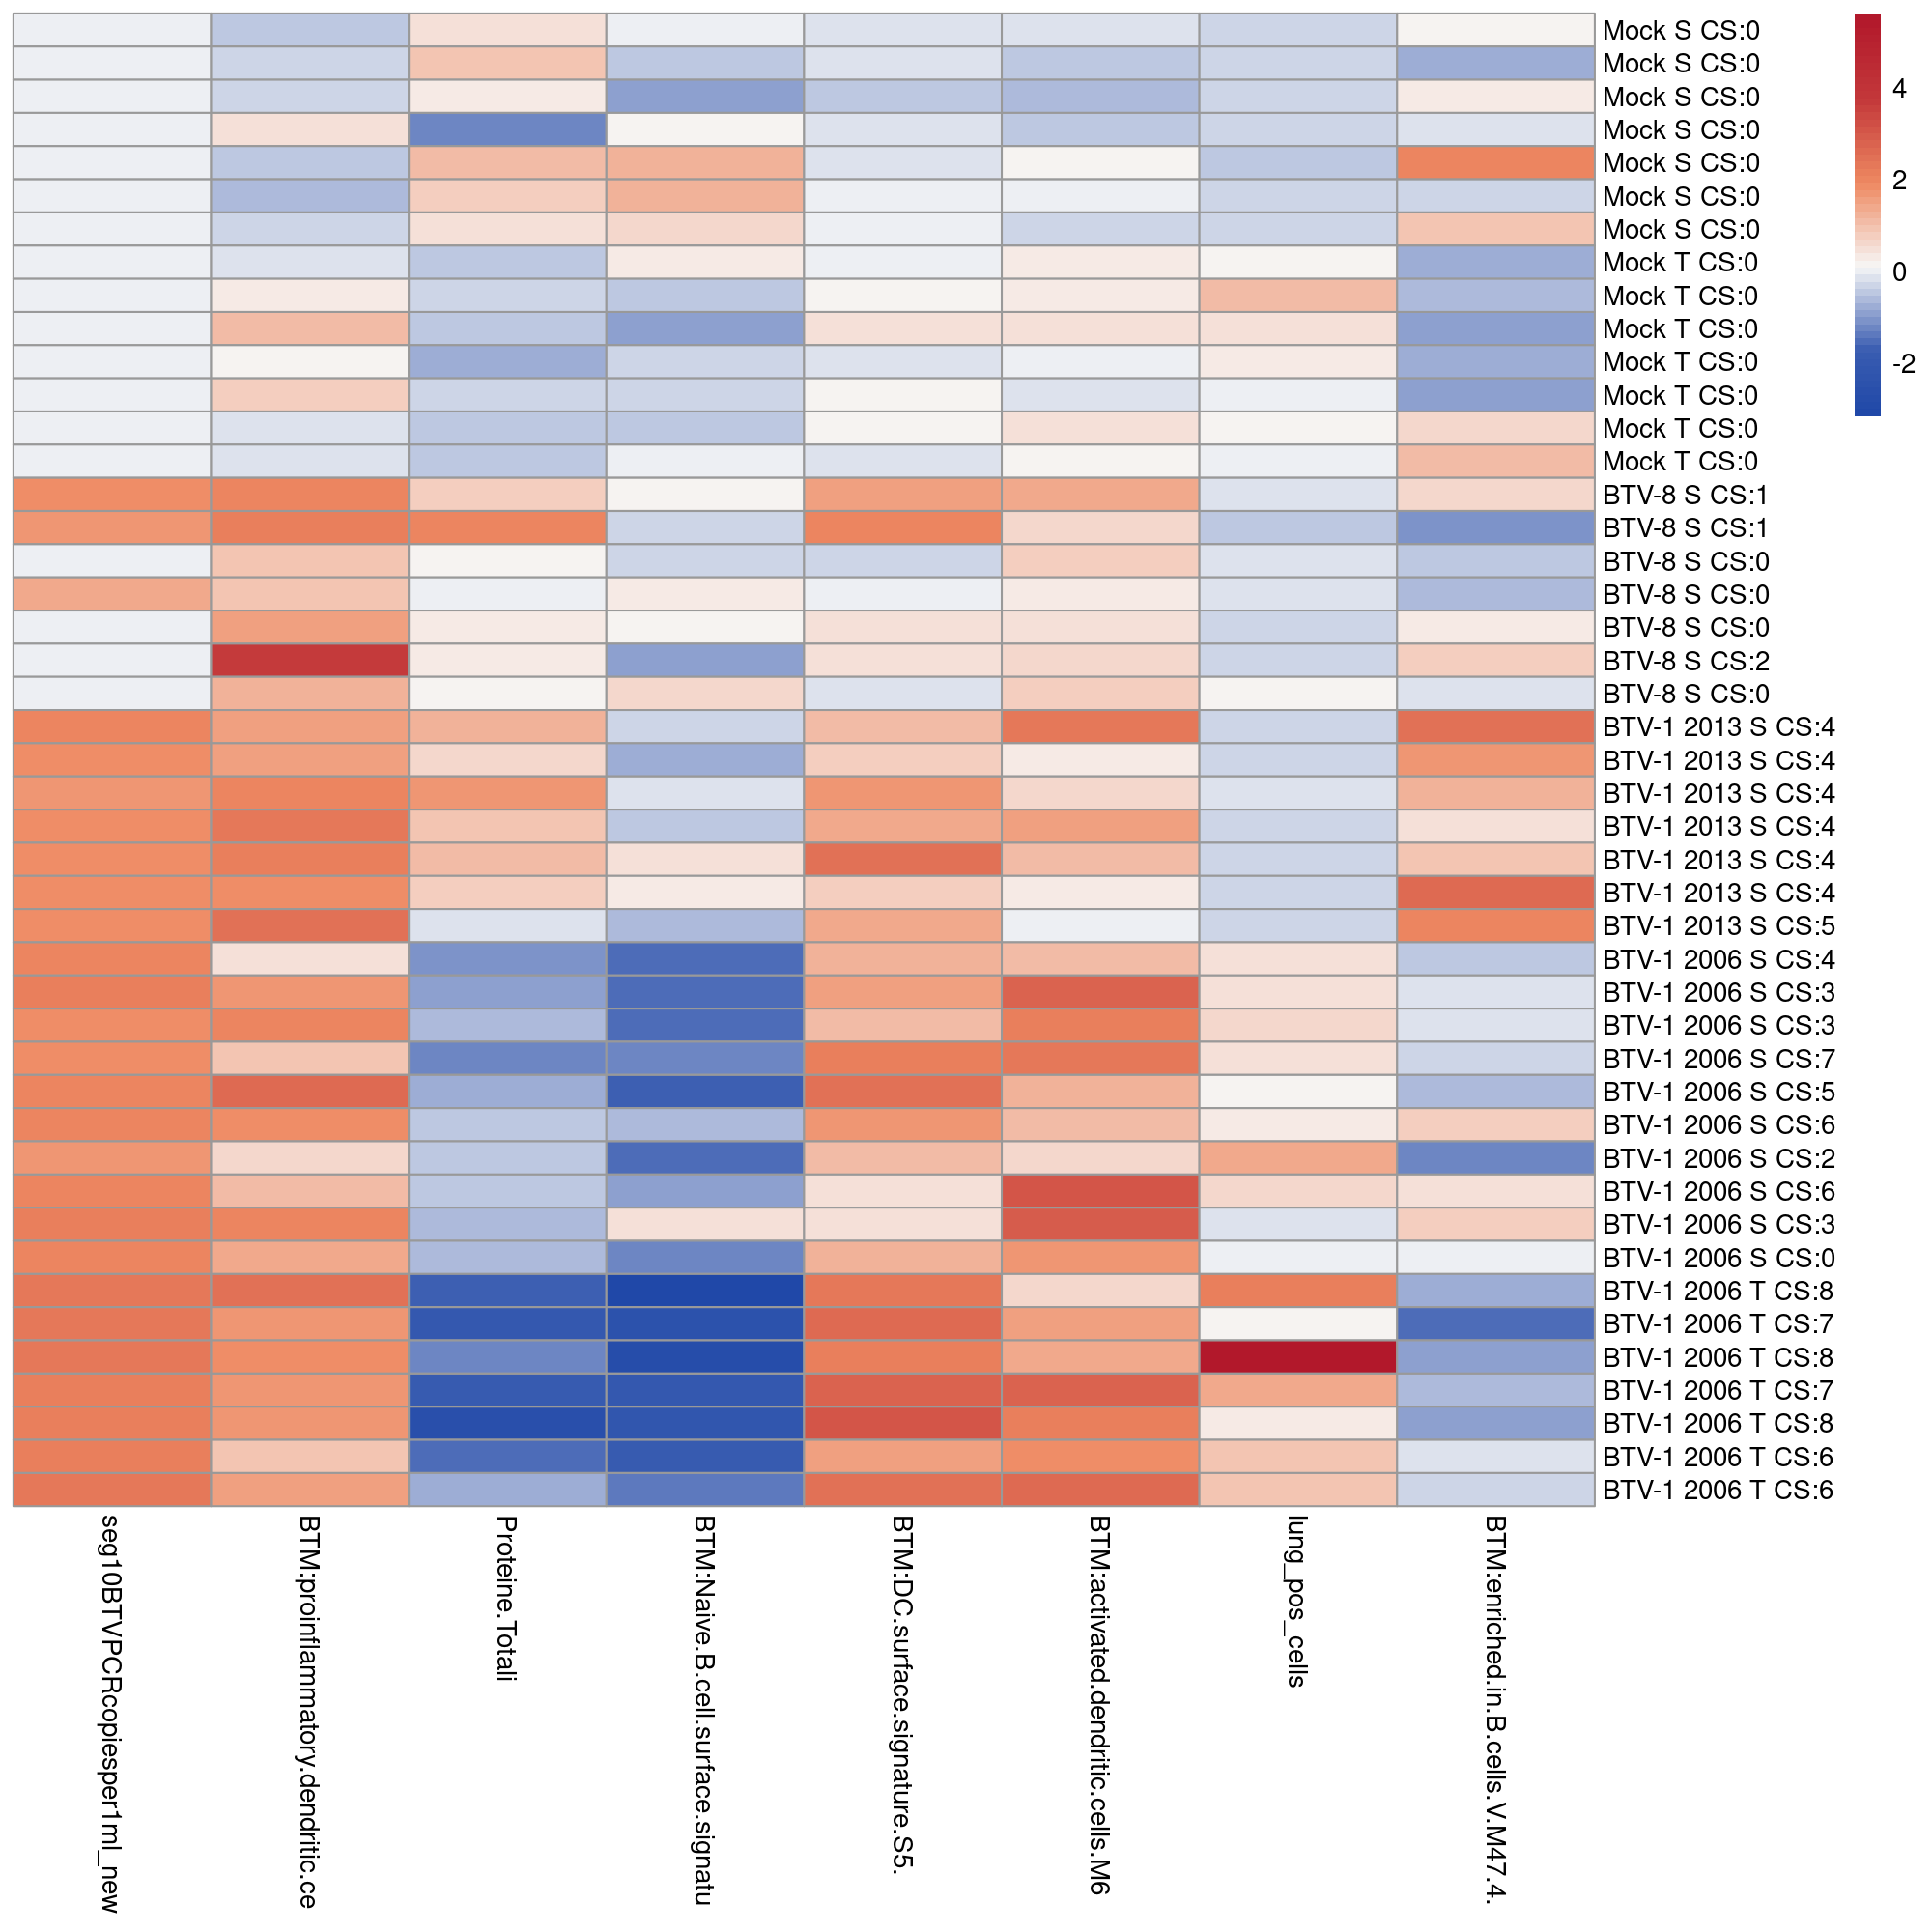 Mock S CS:0
Mock S CS:0
Mock S CS:0
Mock S CS:0
Mock S CS:0
Mock S CS:0
Mock S CS:0
Mock T CS:0
Mock T CS:0
Mock T CS:0
Mock T CS:0
Mock T CS:0
Mock T CS:0
Mock T CS:0
BTV-8 S CS:1
BTV-8 S CS:1
BTV-8 S CS:0
BTV-8 S CS:0
BTV-8 S CS:0
BTV-8 S CS:2
BTV-8 S CS:0
BTV-1 2013 S CS:4
BTV-1 2013 S CS:4
BTV-1 2013 S CS:4
BTV-1 2013 S CS:4
BTV-1 2013 S CS:4
BTV-1 2013 S CS:4
BTV-1 2013 S CS:5
BTV-1 2006 S CS:4
BTV-1 2006 S CS:3
BTV-1 2006 S CS:3
BTV-1 2006 S CS:7
BTV-1 2006 S CS:5
BTV-1 2006 S CS:6
BTV-1 2006 S CS:2
BTV-1 2006 S CS:6
BTV-1 2006 S CS:3
BTV-1 2006 S CS:0
BTV-1 2006 T CS:8
BTV-1 2006 T CS:7
BTV-1 2006 T CS:8
BTV-1 2006 T CS:7
BTV-1 2006 T CS:8
BTV-1 2006 T CS:6
BTV-1 2006 T CS:6
4
2
0
-2
seg10BTVPCRcopiesper1ml_new
BTM:proinflammatory.dendritic.ce
Proteine.Totali
BTM:Naive.B.cell.surface.signatu
BTM:DC.surface.signature.S5.
BTM:activated.dendritic.cells.M6
lung_pos_cells
BTM:enriched.in.B.cells.V.M47.4.